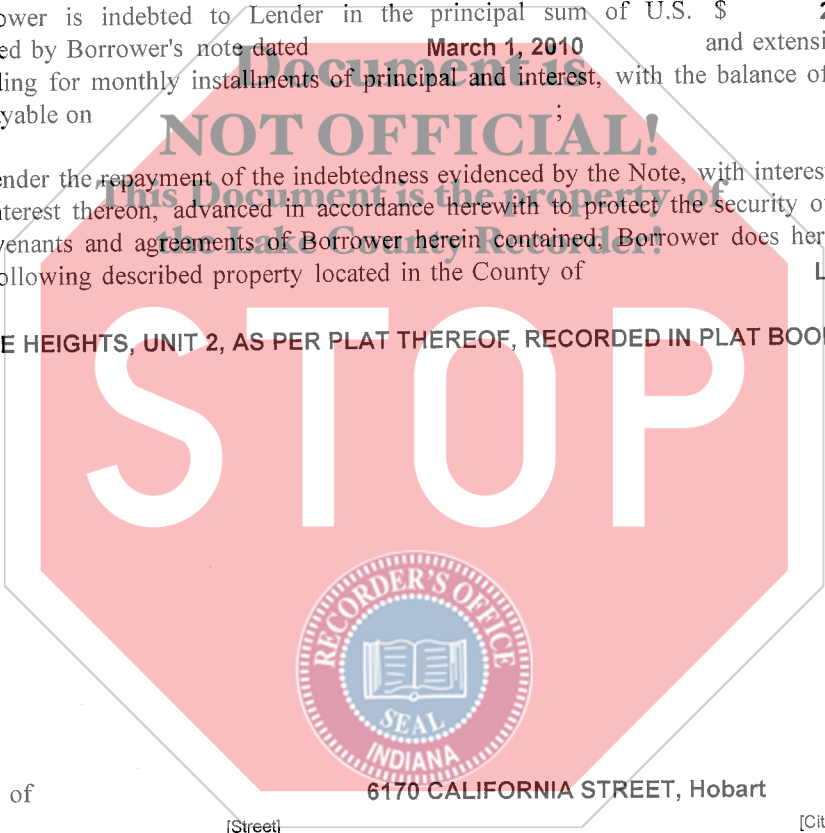 ower is indebted to Lender in the principal sum of U.S. $ 2
ed by Borrower's note dated March 1, 2010 and extensi
Document is
ling for monthly installments of principal and interest, with the balance of
yable on ;
NOT OFFICIAL!
ender the repayment of the indebtedness evidenced by the Note, with interest
This Document is the property of
nterest thereon, advanced in accordance herewith to protect the security of
venants and agreements of Borrower herein contained, Borrower does her
the Lake County Recorder!
ollowing described property located in the County of L
E HEIGHTS, UNIT 2, AS PER PLAT THEREOF, RECORDED IN PLAT BOOK
STOP
RECORDER'S OFFICE
SEAL
INDIANA
of 6170 CALIFORNIA STREET, Hobart
[Street] [Cit